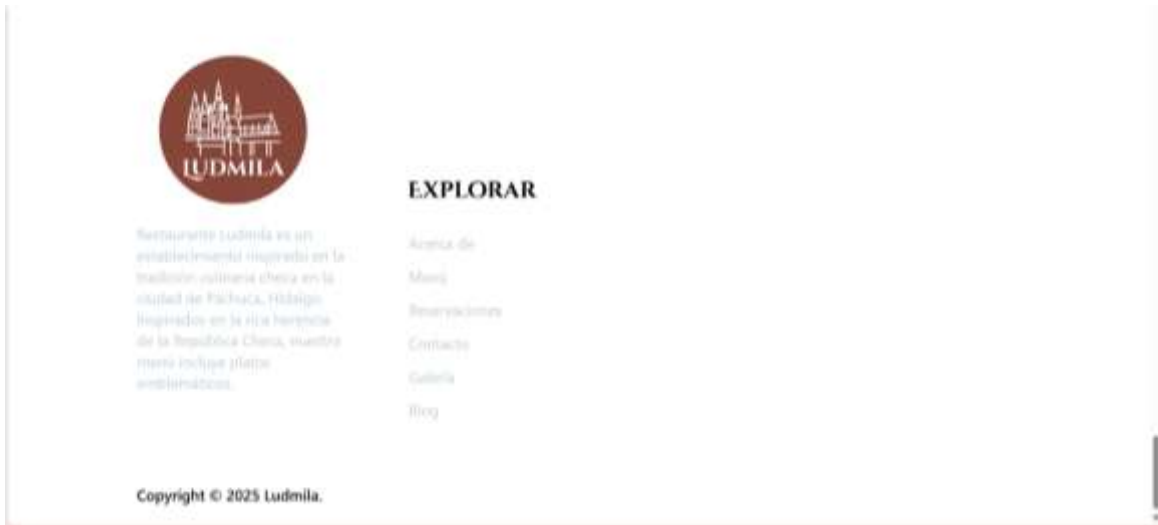 LUDMILA
Restaurante Ludmila es un
establecimiento inspirado en la
tradición culinaria checa en la
ciudad de Pachuca, Hidalgo.
Inspirados en la rica herencia
de la República Checa, nuestro
menú incluye platos
emblemáticos.
EXPLORAR
Acerca de
Menú
Reservaciones
Contacto
Galería
Blog
Copyright © 2025 Ludmila.